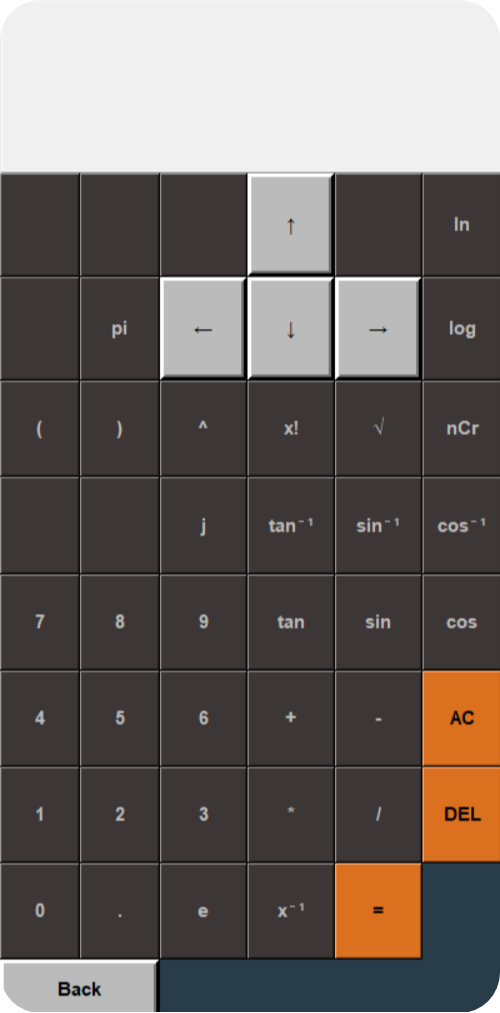 ↑ ln
pi ← ↓ → log
( ) ^ x! √ nCr
j tan⁻¹ sin⁻¹ cos⁻¹
7 8 9 tan sin cos
4 5 6 + - AC
1 2 3 * / DEL
0 . e x⁻¹ =
Back